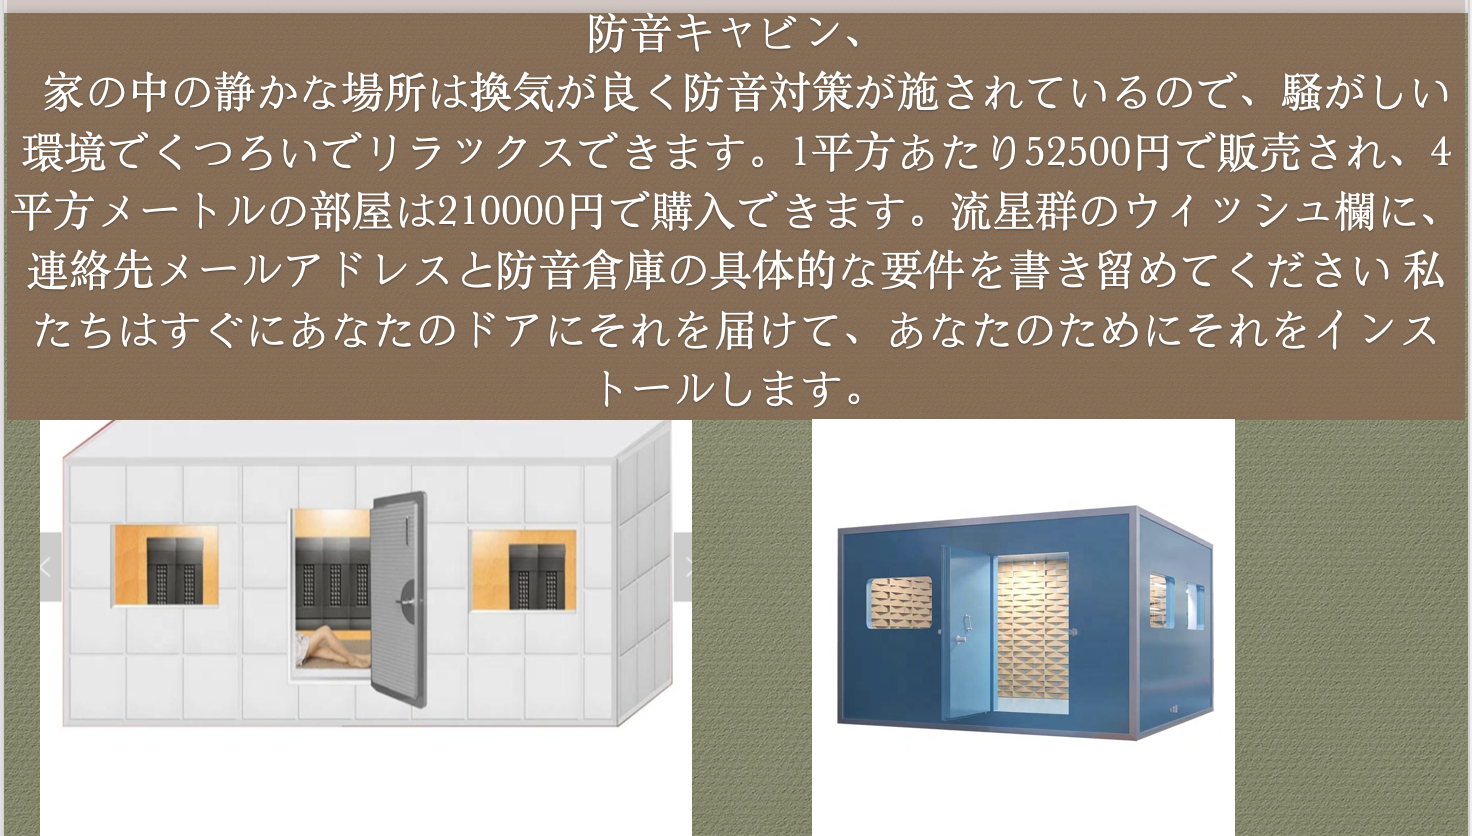 防音キャビン、
家の中の静かな場所は換気が良く防音対策が施されているので、騒がしい
環境でくつろいでリラックスできます。1平方あたり52500円で販売され、4
平方メートルの部屋は210000円で購入できます。流星群のウィッシュ欄に、
連絡先メールアドレスと防音倉庫の具体的な要件を書き留めてください 私
たちはすぐにあなたのドアにそれを届けて、あなたのためにそれをインス
トールします。